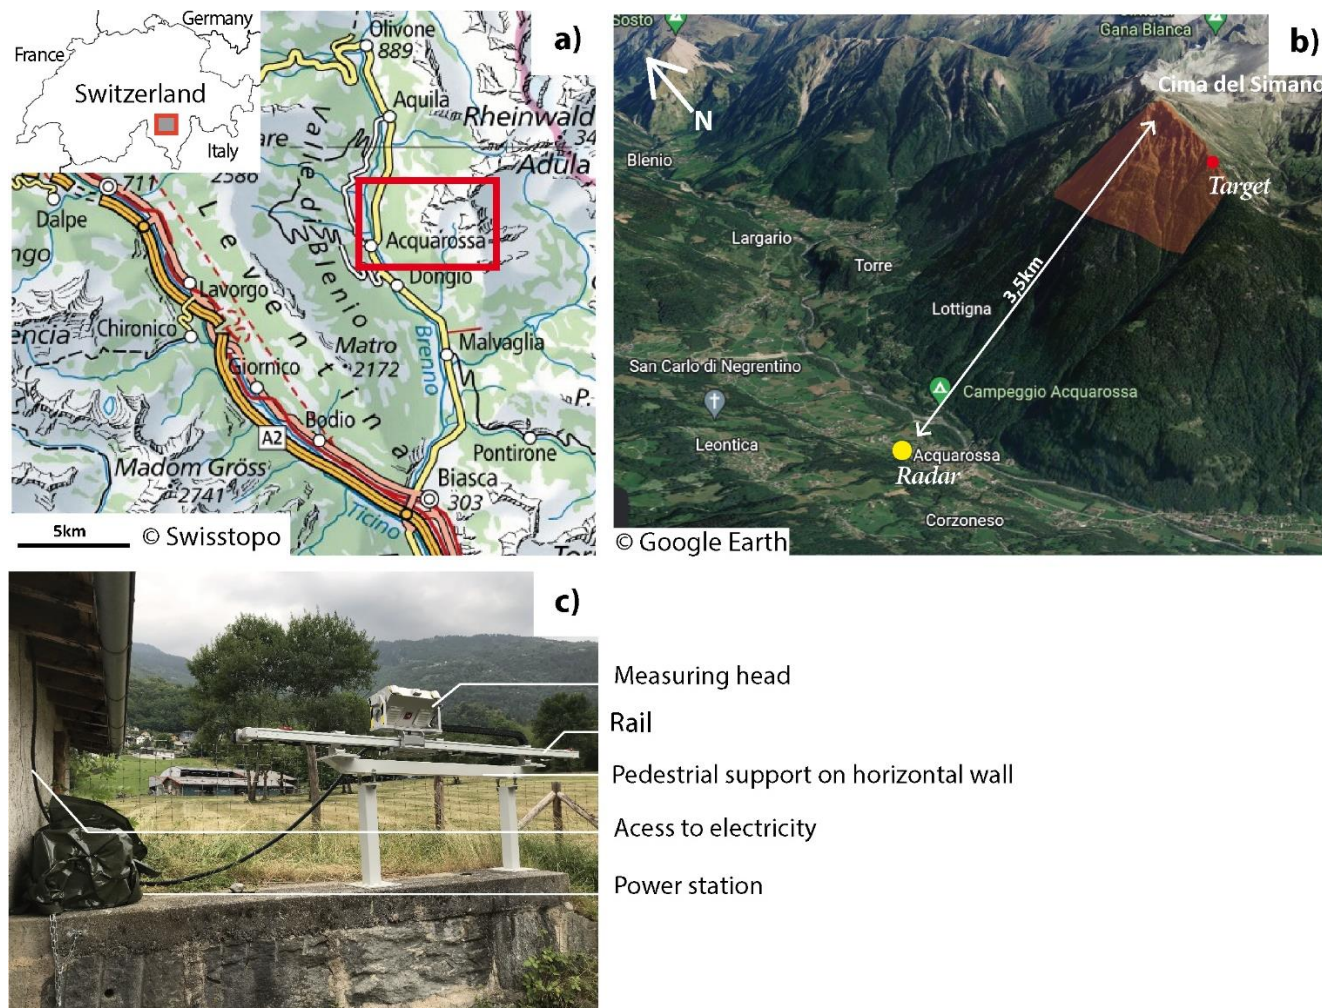 Germany
France
Switzerland
Italy
a)
Olivone
889
Aquila
Rheinwald
34
Adula
Valle di Blenio
711
2586
Dalpe
Leventina
Acquarossa
Dongio
Lavorgo
Chironico
encia
Matro
2172
Brenno
Malvaglia
Giornico
Bodio
A2
P.
Pontirone
Madom Gröss
2741
Biasca
303
Ticino
5km
© Swisstopo
b)
Sosto
Gana Bianca
Cima del Simano
N
Blenio
Target
Largario
Torre
3,5km
Lottigna
San Carlo di Negrentino
Campeggio Acquarossa
Leontica
Acquarossa
Radar
Corzoneso
© Google Earth
c)
Measuring head
Rail
Pedestrial support on horizontal wall
Acess to electricity
Power station